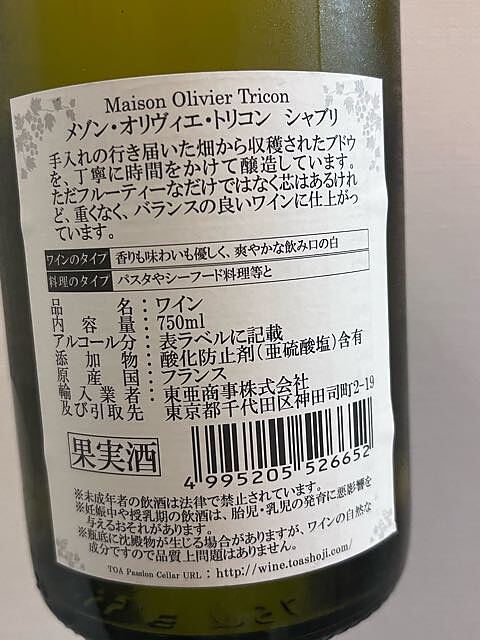 Maison Olivier Tricon
メゾン・オリヴィエ・トリコン シャブリ
手入れの行き届いた畑から収穫されたブドウ
を、丁寧に時間をかけて醸造しています。
ただフルーティーなだけではなく芯はあるけれ
ど、重くなく、バランスの良いワインに仕上がっ
ています。
ワインのタイプ 香りも味わいも優しく、爽やかな飲み口の白
料理のタイプ パスタやシーフード料理等と
品名：ワイン
内容量：750ml
アルコール分：表ラベルに記載
添加物：酸化防止剤(亜硫酸塩)含有
原産国：フランス
輸入業者：東亜商事株式会社
及び引取先 東京都千代田区神田司町2-19
果実酒
4 995205 526652
※未成年者の飲酒は法律で禁止されています。
※妊娠中や授乳期の飲酒は、胎児・乳児の発育に悪影響を
与えるおそれがあります。
※瓶底に沈殿物が生じる場合がありますが、ワインの自然な
成分ですので品質上問題はありません。
TOA Passion Cellar URL：http://wine.toashoji.com/